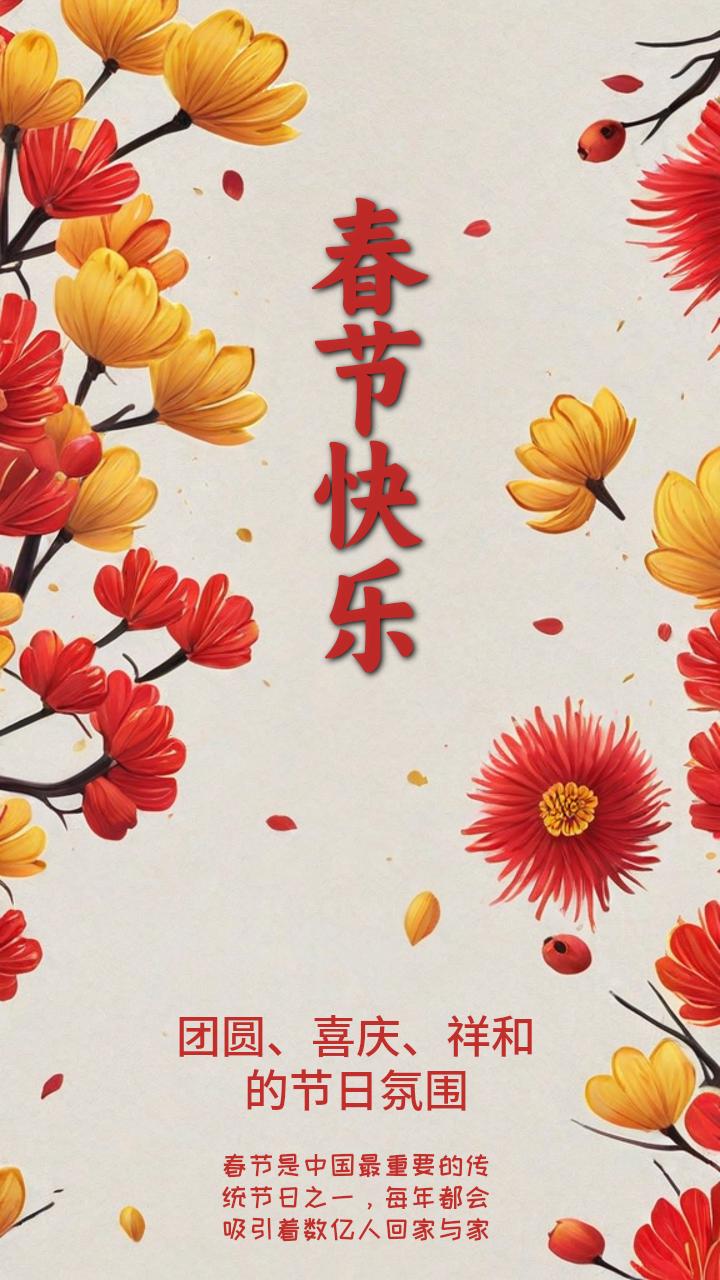 春节快乐
团圆、喜庆、祥和
的节日氛围
春节是中国最重要的传
统节日之一，每年都会
吸引着数亿人回家与家